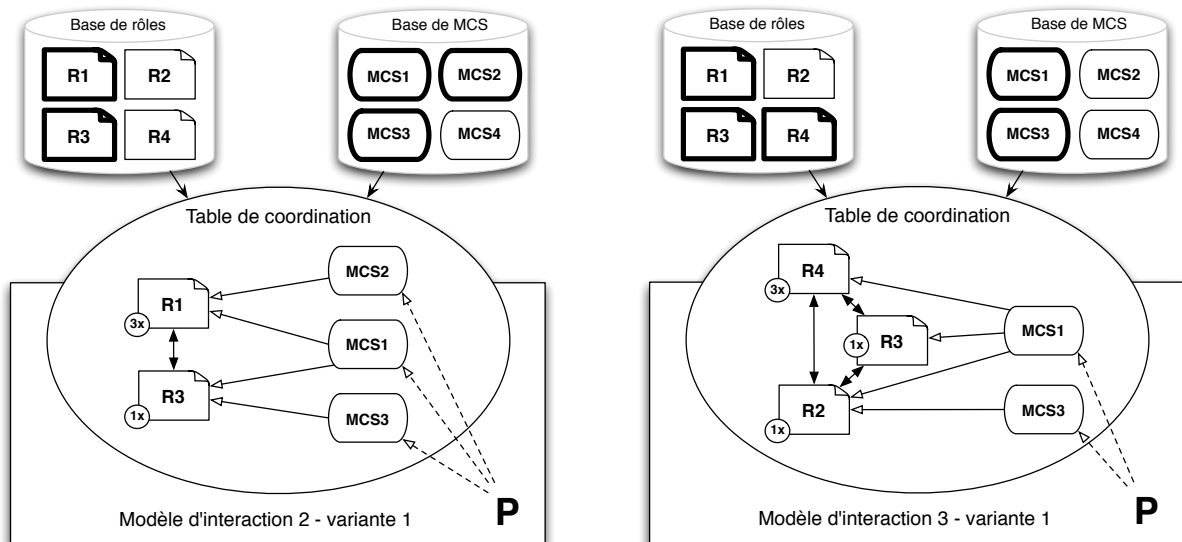 Base de rôles
R1 R2
R3 R4
Base de MCS
MCS1 MCS2
MCS3 MCS4
Table de coordination
MCS2
R1
3x
MCS1
R3
1x
MCS3
P
Modèle d'interaction 2 - variante 1
Base de rôles
R1 R2
R3 R4
Base de MCS
MCS1 MCS2
MCS3 MCS4
Table de coordination
R4
3x
MCS1
R3
1x
R2
1x
MCS3
P
Modèle d'interaction 3 - variante 1